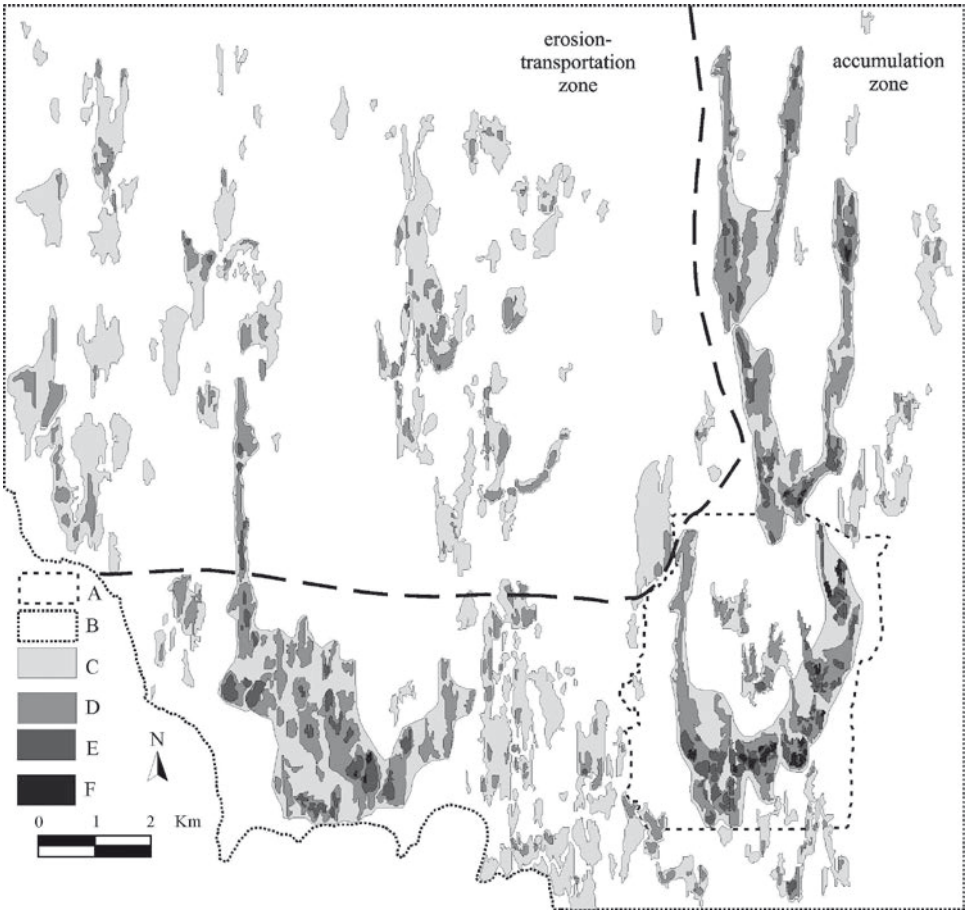 erosion-
transportation
zone
accumulation
zone
A
B
C
D
E
F
N
0 1 2 Km